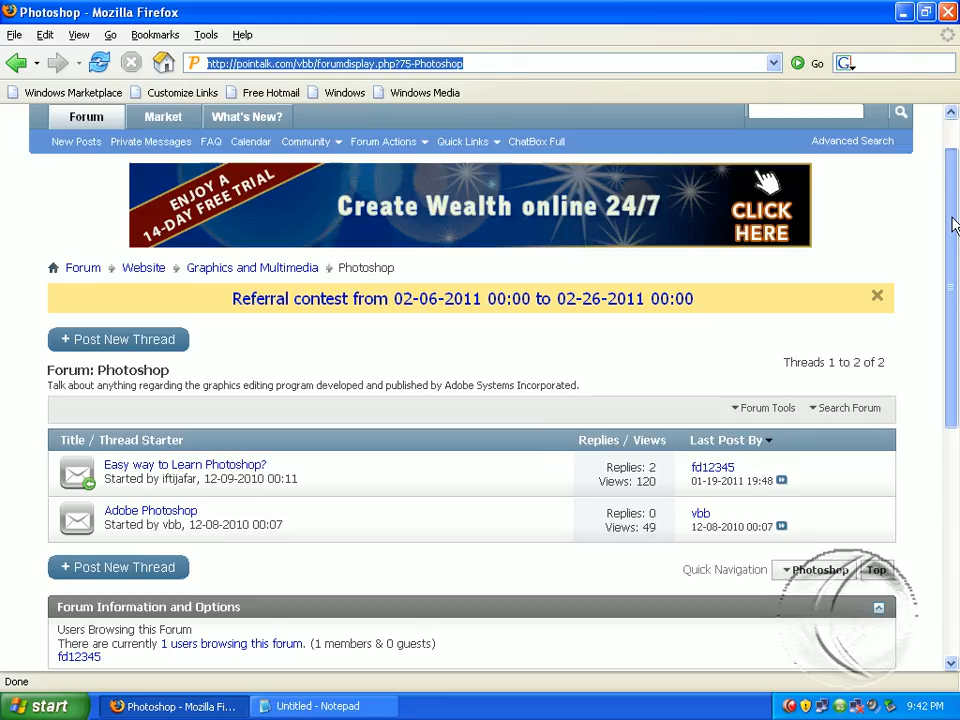 Photoshop - Mozilla Firefox
File Edit View Go Bookmarks Tools Help
http://pointalk.com/vbb/forumdisplay.php?75-Photoshop
Go
G
Windows Marketplace Customize Links Free Hotmail Windows Windows Media
Forum Market What's New?
New Posts Private Messages FAQ Calendar Community Forum Actions Quick Links ChatBox Full Advanced Search
ENJOY A
14-DAY FREE TRIAL
Create Wealth online 24/7
CLICK
HERE
Forum Website Graphics and Multimedia Photoshop
Referral contest from 02-06-2011 00:00 to 02-26-2011 00:00
+ Post New Thread
Threads 1 to 2 of 2
Forum: Photoshop
Talk about anything regarding the graphics editing program developed and published by Adobe Systems Incorporated.
Forum Tools Search Forum
Title / Thread Starter Replies / Views Last Post By
Easy way to Learn Photoshop? Replies: 2 fd12345
Started by iftijafar, 12-09-2010 00:11 Views: 120 01-19-2011 19:48
Adobe Photoshop Replies: 0 vbb
Started by vbb, 12-08-2010 00:07 Views: 49 12-08-2010 00:07
+ Post New Thread
Quick Navigation Photoshop Top
Forum Information and Options
Users Browsing this Forum
There are currently 1 users browsing this forum. (1 members & 0 guests)
fd12345
Done
start Photoshop - Mozilla Fi... Untitled - Notepad 9:42 PM